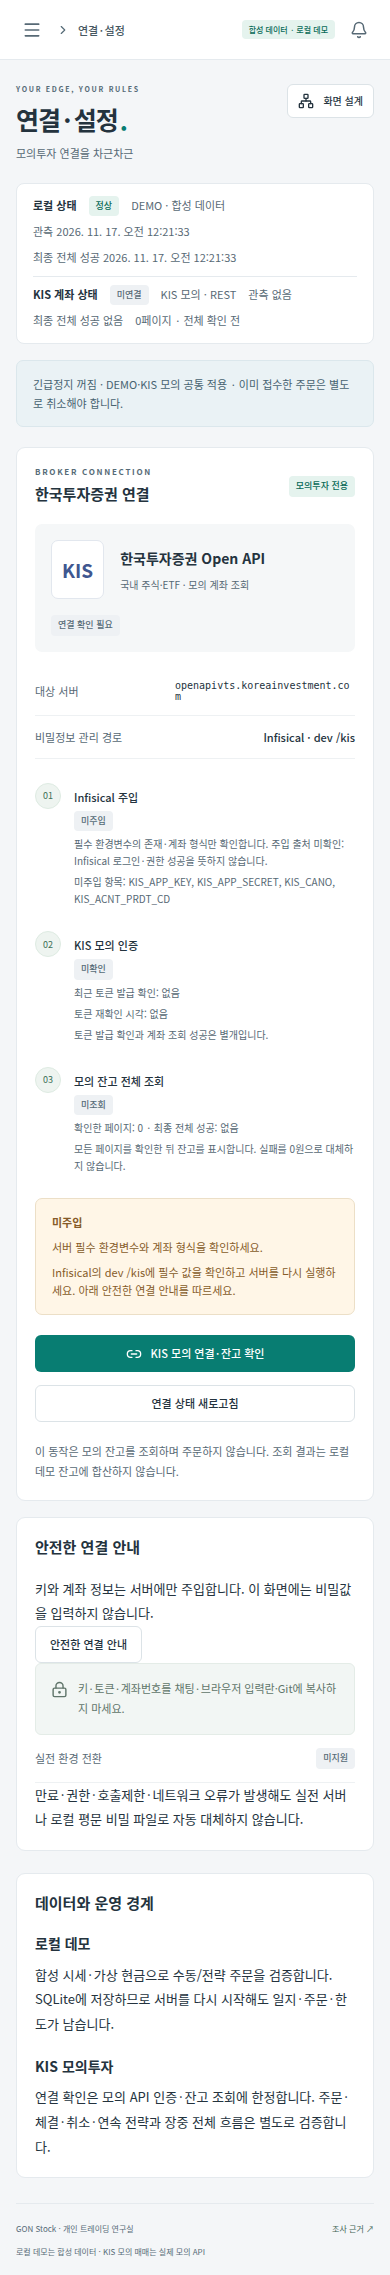 연결·설정
합성 데이터 · 로컬 데모
YOUR EDGE, YOUR RULES
연결·설정.
화면 설계
모의투자 연결을 차근차근
로컬 상태 정상 DEMO · 합성 데이터
관측 2026. 11. 17. 오전 12:21:33
최종 전체 성공 2026. 11. 17. 오전 12:21:33
KIS 계좌 상태 미연결 KIS 모의 · REST 관측 없음
최종 전체 성공 없음 0페이지 · 전체 확인 전
긴급정지 꺼짐 · DEMO·KIS 모의 공통 적용 · 이미 접수한 주문은 별도
로 취소해야 합니다.
BROKER CONNECTION
한국투자증권 연결
모의투자 전용
KIS
한국투자증권 Open API
국내 주식·ETF · 모의 계좌 조회
연결 확인 필요
대상 서버
openapivts.koreainvestment.co
m
비밀정보 관리 경로 Infisical · dev /kis
01 Infisical 주입
미주입
필수 환경변수의 존재·계좌 형식만 확인합니다. 주입 출처 미확인:
Infisical 로그인·권한 성공을 뜻하지 않습니다.
미주입 항목: KIS_APP_KEY, KIS_APP_SECRET, KIS_CANO,
KIS_ACNT_PRDT_CD
02 KIS 모의 인증
미확인
최근 토큰 발급 확인: 없음
토큰 재확인 시각: 없음
토큰 발급 확인과 계좌 조회 성공은 별개입니다.
03 모의 잔고 전체 조회
미조회
확인한 페이지: 0 · 최종 전체 성공: 없음
모든 페이지를 확인한 뒤 잔고를 표시합니다. 실패를 0원으로 대체하
지 않습니다.
미주입
서버 필수 환경변수와 계좌 형식을 확인하세요.
Infisical의 dev /kis에 필수 값을 확인하고 서버를 다시 실행하
세요. 아래 안전한 연결 안내를 따르세요.
KIS 모의 연결·잔고 확인
연결 상태 새로고침
이 동작은 모의 잔고를 조회하며 주문하지 않습니다. 조회 결과는 로컬
데모 잔고에 합산하지 않습니다.
안전한 연결 안내
키와 계좌 정보는 서버에만 주입합니다. 이 화면에는 비밀값
을 입력하지 않습니다.
안전한 연결 안내
키·토큰·계좌번호를 채팅·브라우저 입력란·Git에 복사하
지 마세요.
실전 환경 전환 미지원
만료·권한·호출제한·네트워크 오류가 발생해도 실전 서버
나 로컬 평문 비밀 파일로 자동 대체하지 않습니다.
데이터와 운영 경계
로컬 데모
합성 시세·가상 현금으로 수동/전략 주문을 검증합니다.
SQLite에 저장하므로 서버를 다시 시작해도 일지·주문·한
도가 남습니다.
KIS 모의투자
연결 확인은 모의 API 인증·잔고 조회에 한정합니다. 주문·
체결·취소·연속 전략과 장중 전체 흐름은 별도로 검증합니
다.
GON Stock · 개인 트레이딩 연구실
조사 근거 ↗
로컬 데모는 합성 데이터 · KIS 모의 매매는 실제 모의 API